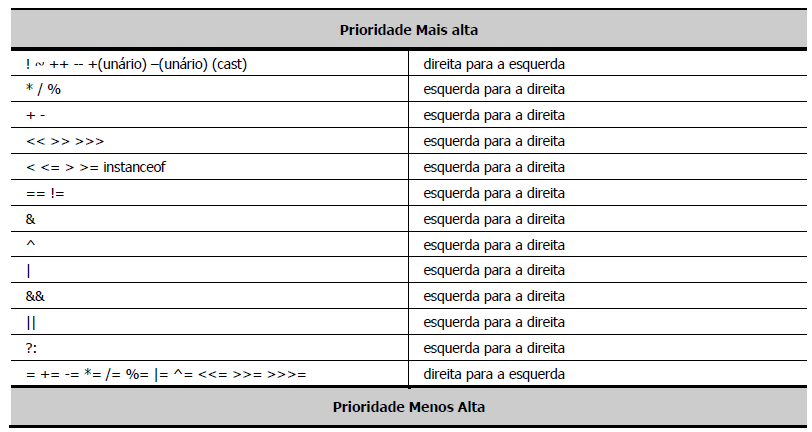 Prioridade Mais alta
! ~ ++ -- +(unário) –(unário) (cast) direita para a esquerda
* / % esquerda para a direita
+ - esquerda para a direita
<< >> >>> esquerda para a direita
< <= > >= instanceof esquerda para a direita
== != esquerda para a direita
& esquerda para a direita
^ esquerda para a direita
| esquerda para a direita
&& esquerda para a direita
|| esquerda para a direita
?: esquerda para a direita
= += -= *= /= %= |= ^= <<= >>= >>>= direita para a esquerda
Prioridade Menos Alta